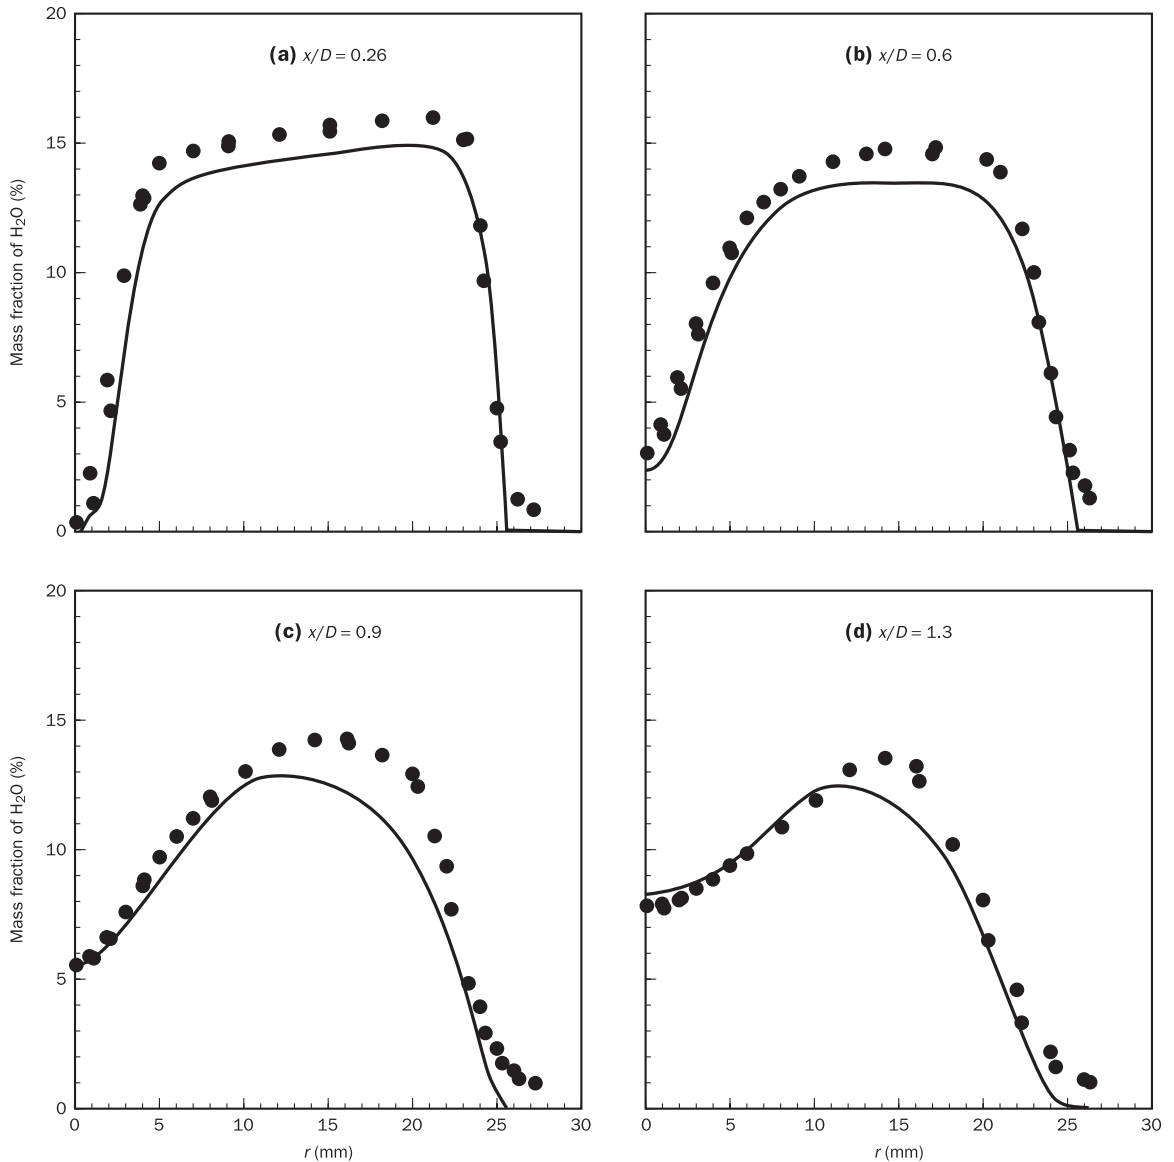 20
(a) x/D = 0.26
15
10
5
0
Mass fraction of H2O (%)
(b) x/D = 0.6
20
(c) x/D = 0.9
15
10
5
0
Mass fraction of H2O (%)
0 5 10 15 20 25 30
r (mm)
(d) x/D = 1.3
0 5 10 15 20 25 30
r (mm)